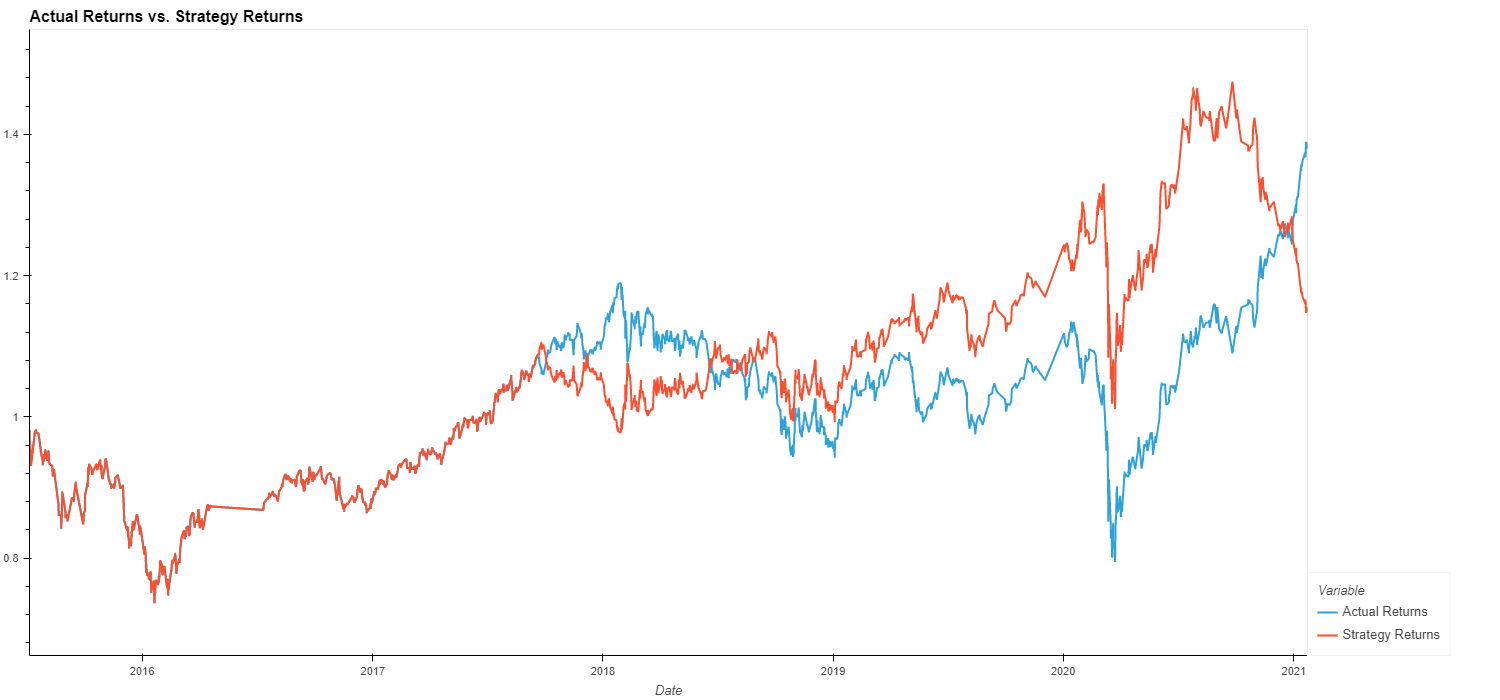 Actual Returns vs. Strategy Returns
1.4
1.2
1
0.8
2016 2017 2018 2019 2020 2021
Date
Variable
Actual Returns
Strategy Returns